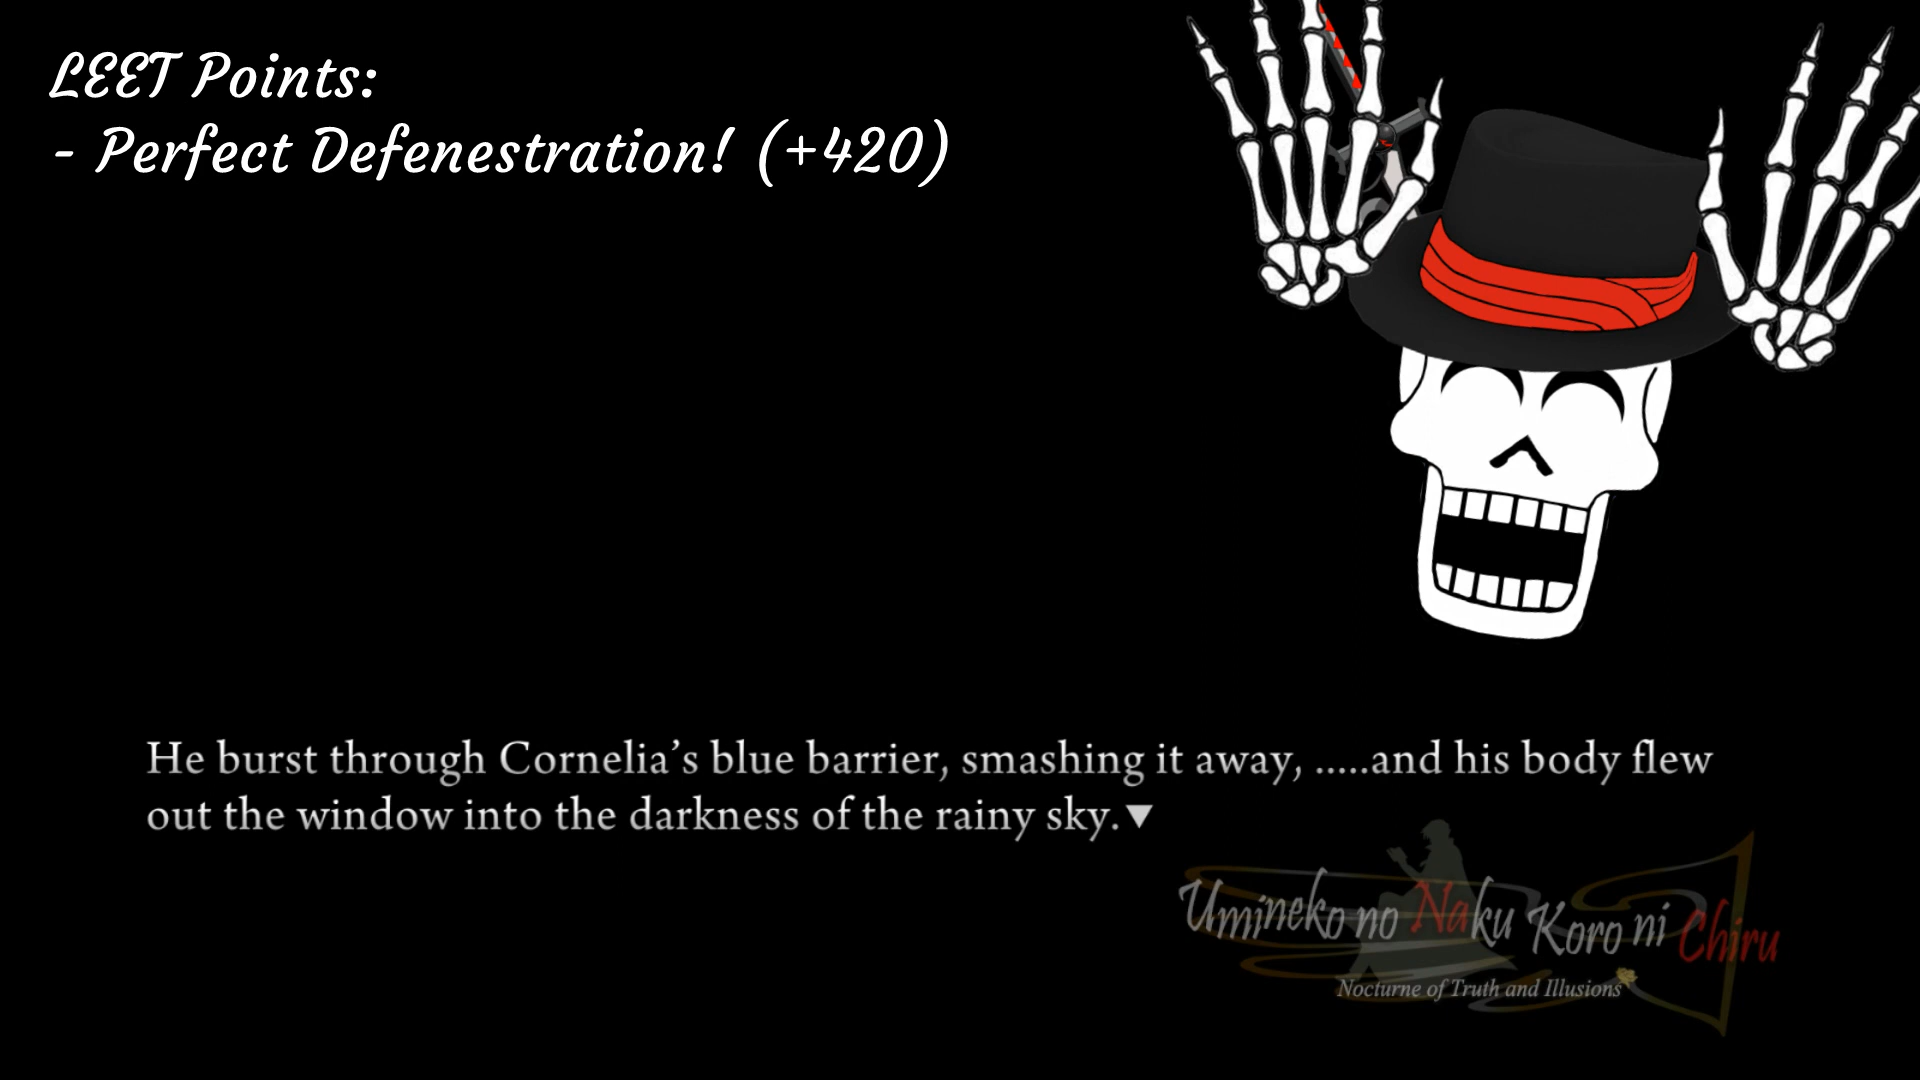 LEET Points:
- Perfect Defenestration! (+420)
He burst through Cornelia’s blue barrier, smashing it away, .....and his body flew
out the window into the darkness of the rainy sky.▼
Umineko no Naku Koro ni Chiru
Nocturne of Truth and Illusions